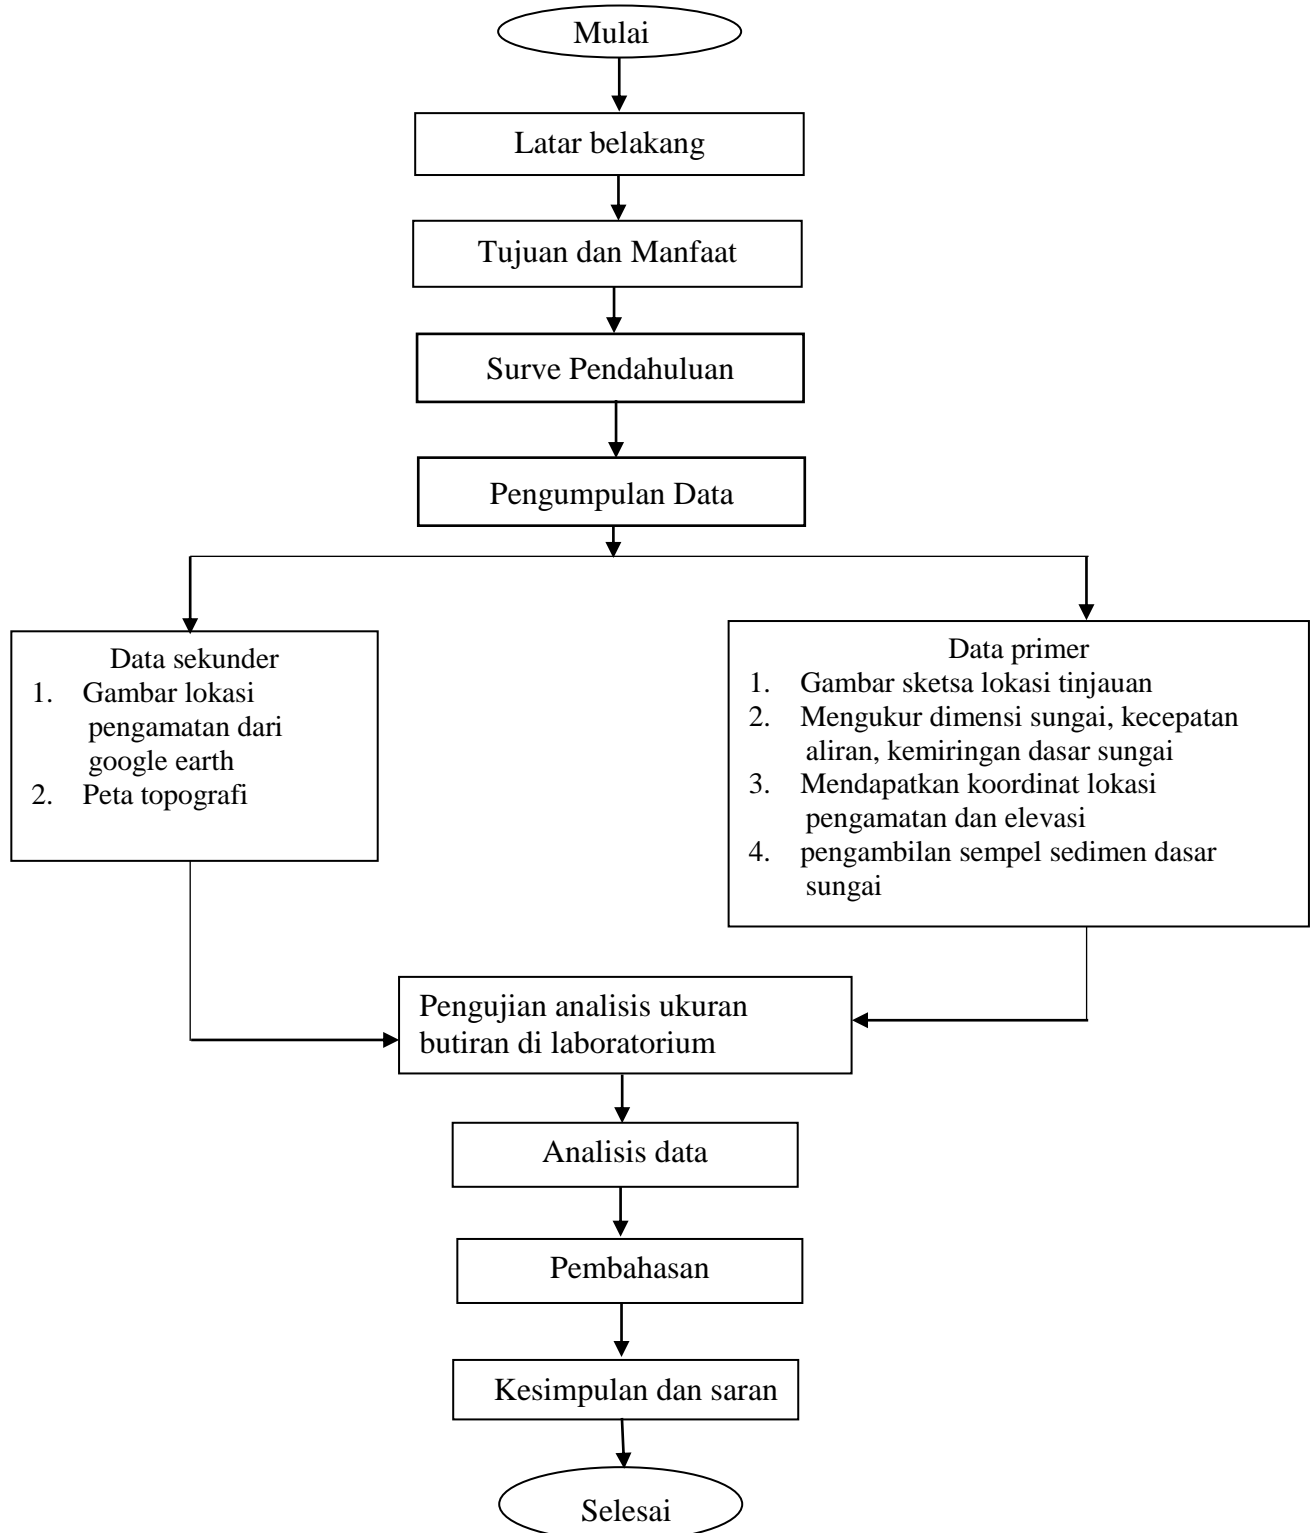 Mulai
Latar belakang
Tujuan dan Manfaat
Surve Pendahuluan
Pengumpulan Data
Data sekunder
1. Gambar lokasi
pengamatan dari
google earth
2. Peta topografi
Data primer
1. Gambar sketsa lokasi tinjauan
2. Mengukur dimensi sungai, kecepatan
aliran, kemiringan dasar sungai
3. Mendapatkan koordinat lokasi
pengamatan dan elevasi
4. pengambilan sempel sedimen dasar
sungai
Pengujian analisis ukuran
butiran di laboratorium
Analisis data
Pembahasan
Kesimpulan dan saran
Selesai